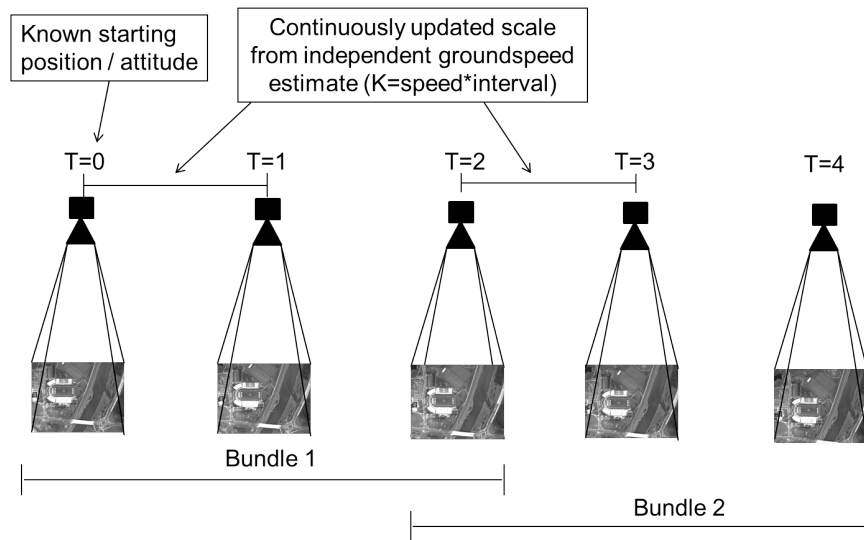 Known starting
position / attitude
Continuously updated scale
from independent groundspeed
estimate (K=speed*interval)
T=0
T=1
T=2
T=3
T=4
Bundle 1
Bundle 2